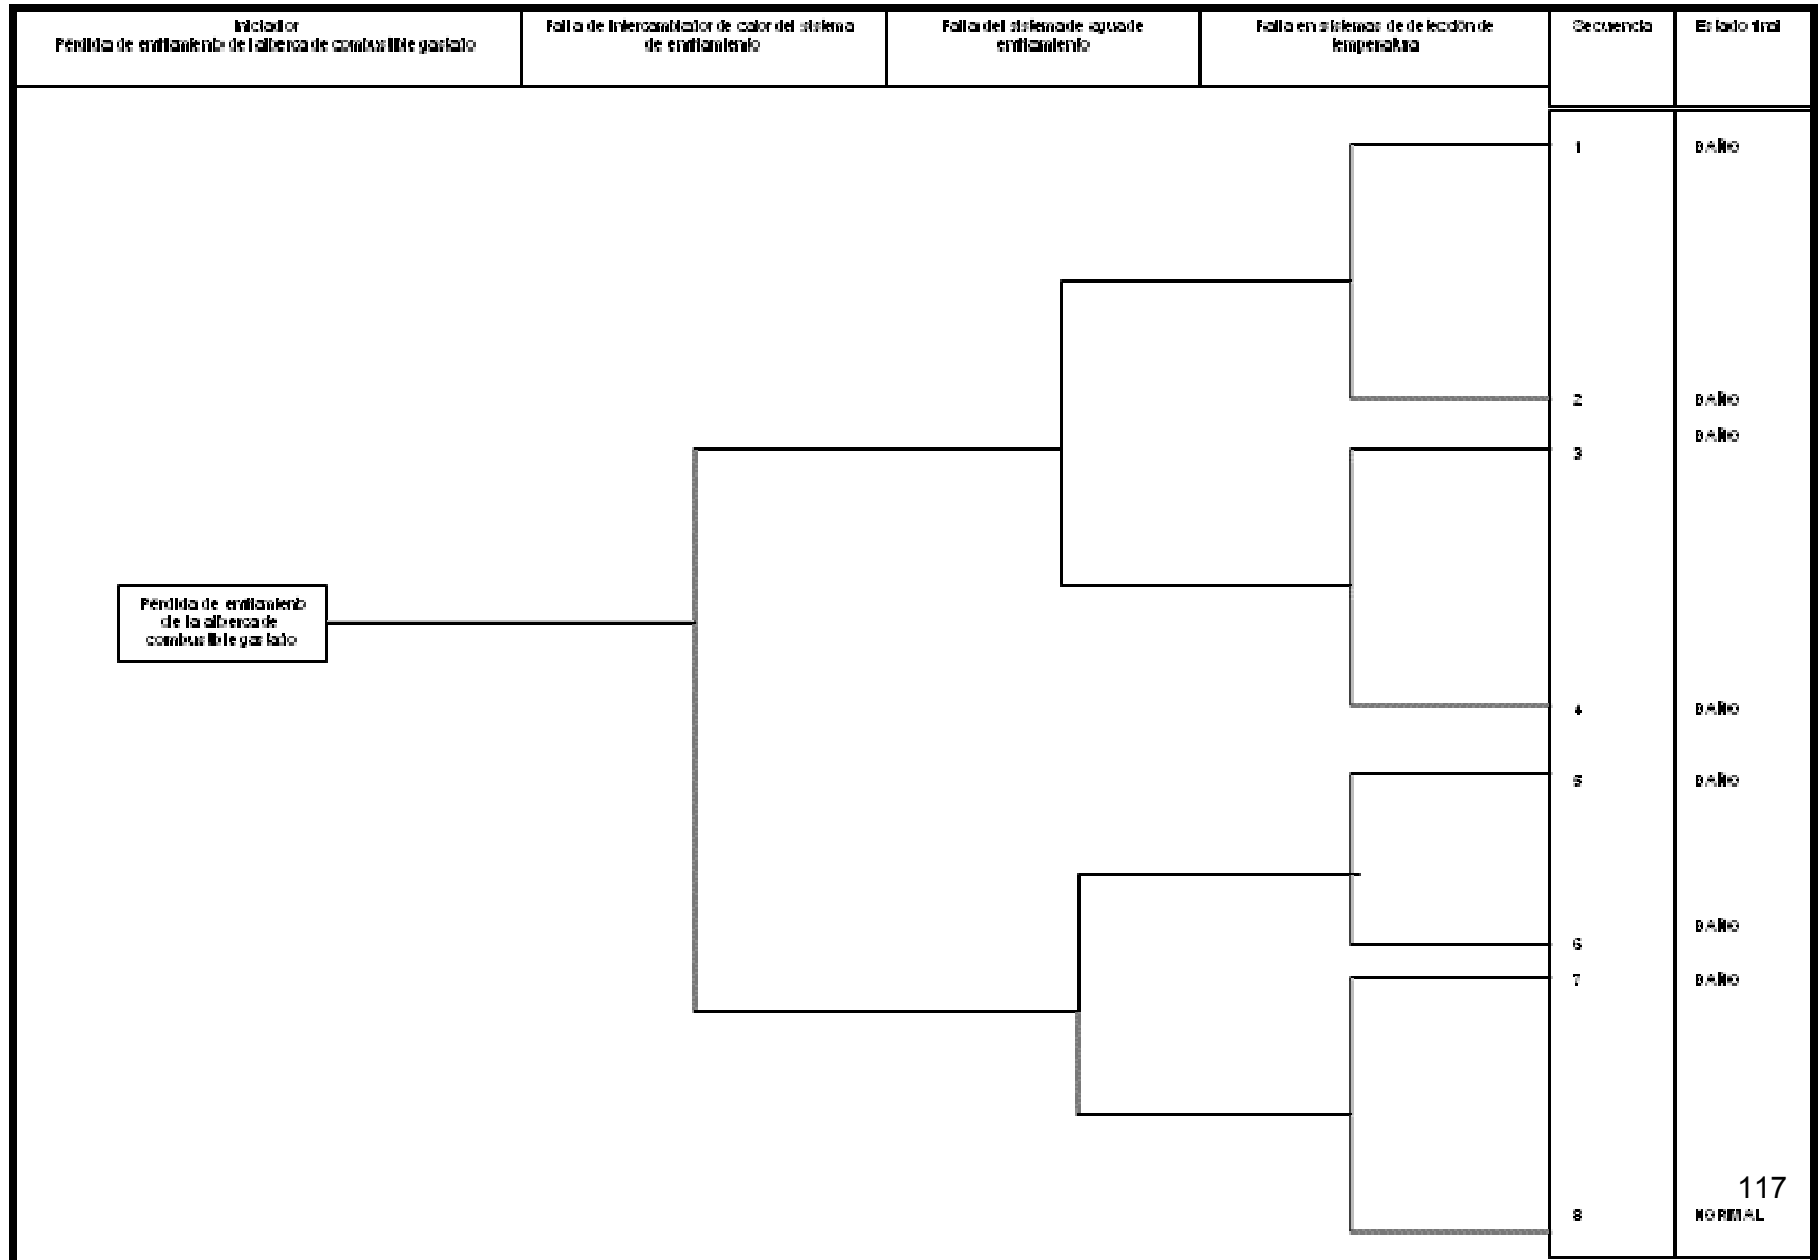 Iniciador
Pérdida de enfriamiento de la alberca de combustible gastado
Falla de intercambiador de calor del sistema
de enfriamiento
Falla del sistema de agua de
enfriamiento
Falla en sistemas de detección de
temperatura
Secuencia
Estado final
1
DAÑO
2
DAÑO
DAÑO
3
Pérdida de enfriamiento
de la alberca de
combustible gastado
4
DAÑO
5
DAÑO
DAÑO
6
7
DAÑO
117
8
NORMAL